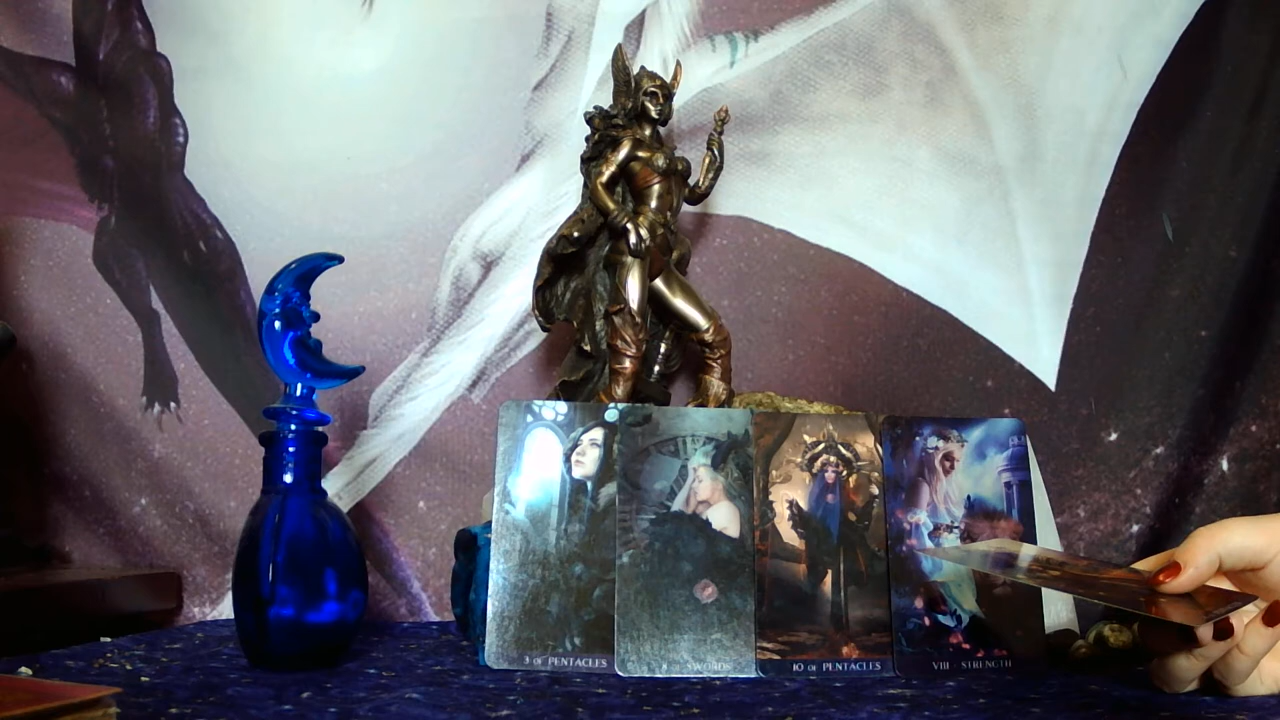 3 OF PENTACLES
8 OF SWORDS
10 OF PENTACLES
VIII - STRENGTH